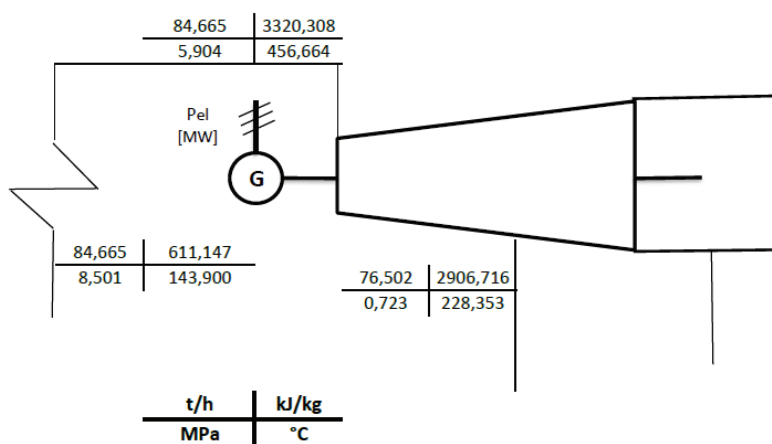 84,665 3320,308
5,904 456,664
Pel
[MW]
G
84,665 611,147
8,501 143,900
76,502 2906,716
0,723 228,353
t/h kJ/kg
MPa °C